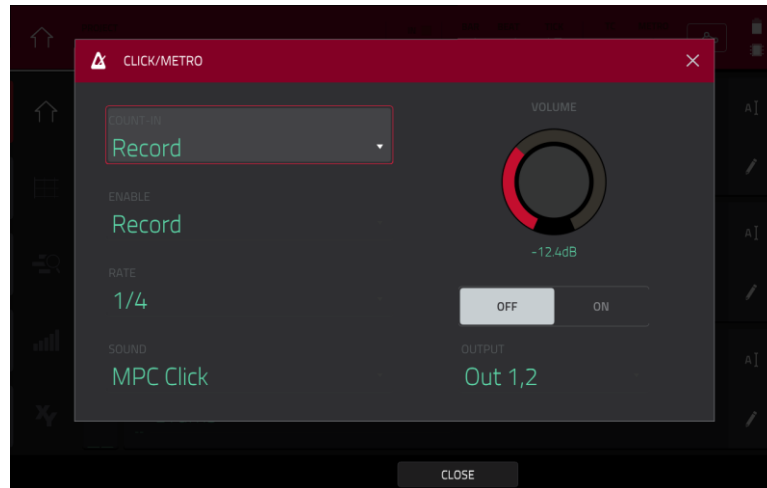 CLICK/METRO
COUNT-IN
Record
ENABLE
Record
RATE
1/4
SOUND
MPC Click
VOLUME
-12.4dB
OFF ON
OUTPUT
Out 1,2
A
A
A
XY
CLOSE